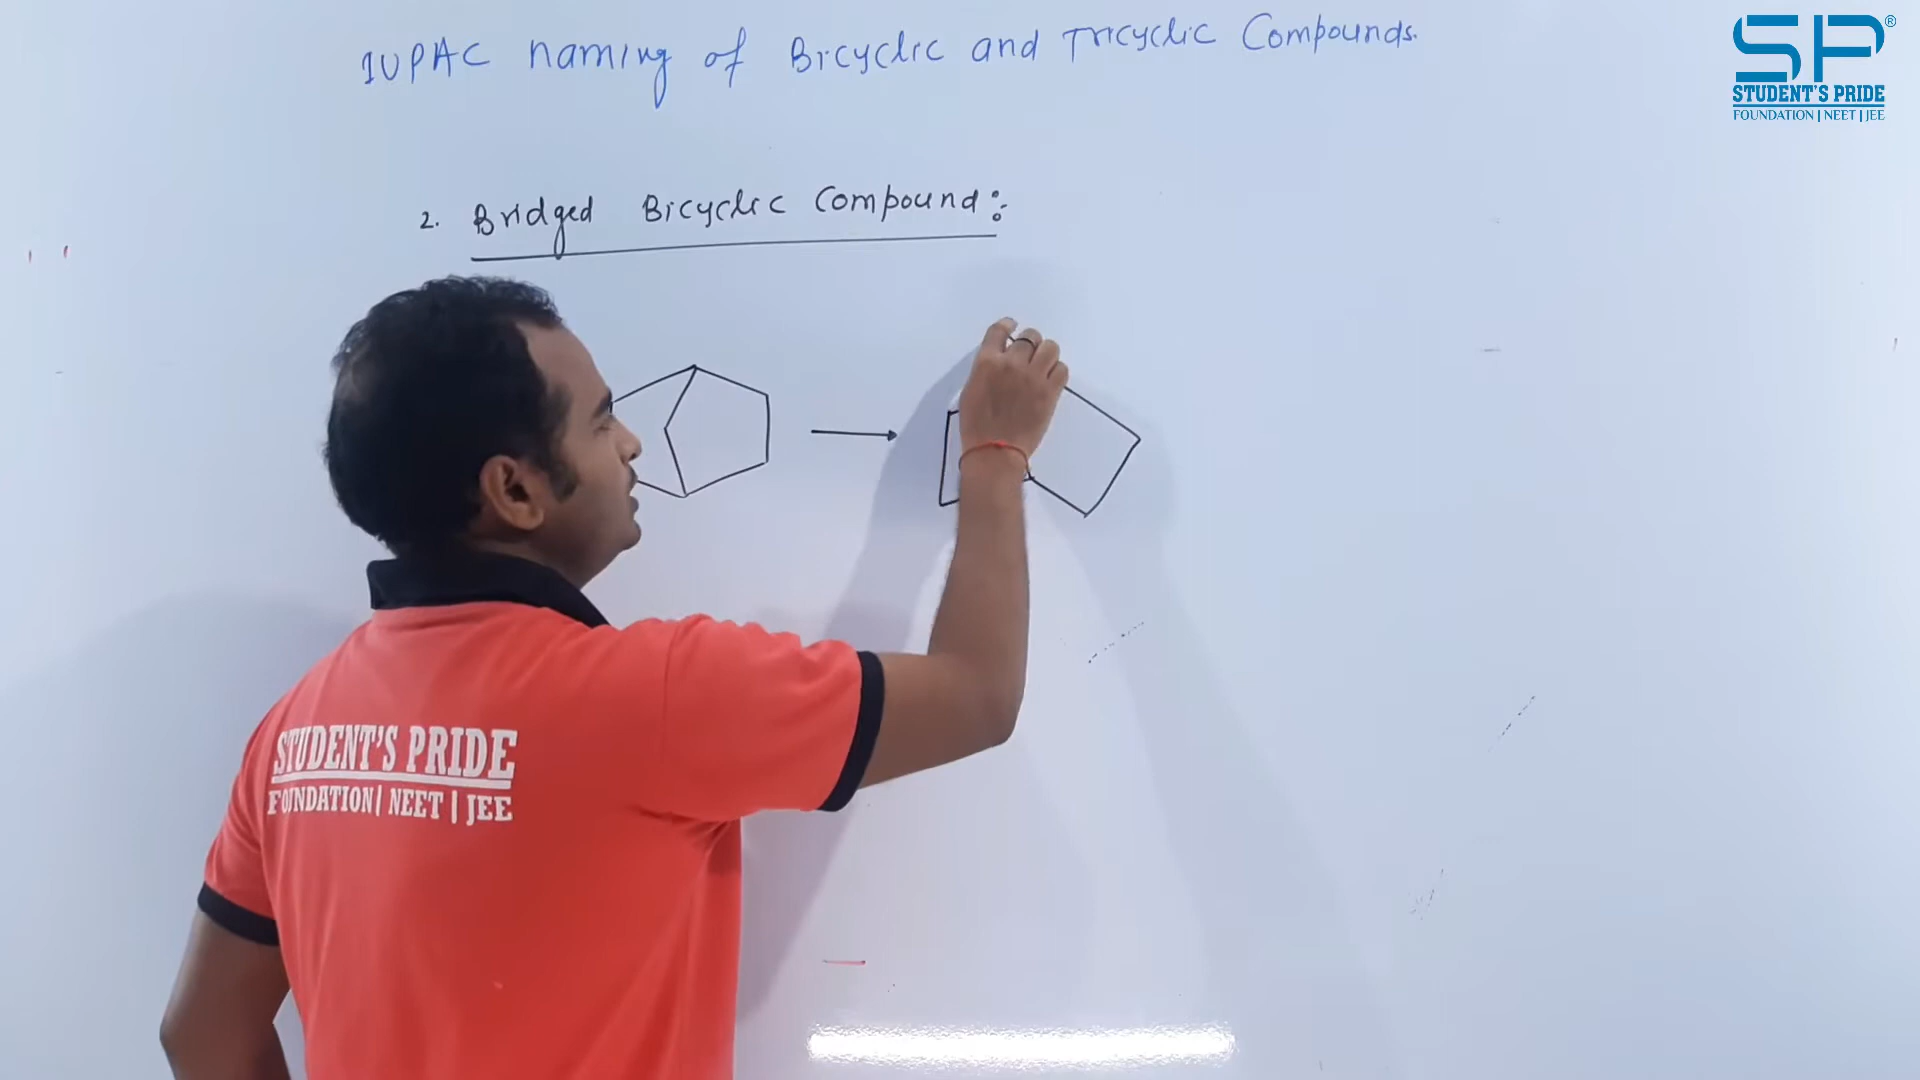 IUPAC naming of Bicyclic and Tricyclic Compounds.
SP®
STUDENT'S PRIDE
FOUNDATION | NEET | JEE
2. Bridged Bicyclic Compound :-
STUDENT'S PRIDE
FOUNDATION | NEET | JEE